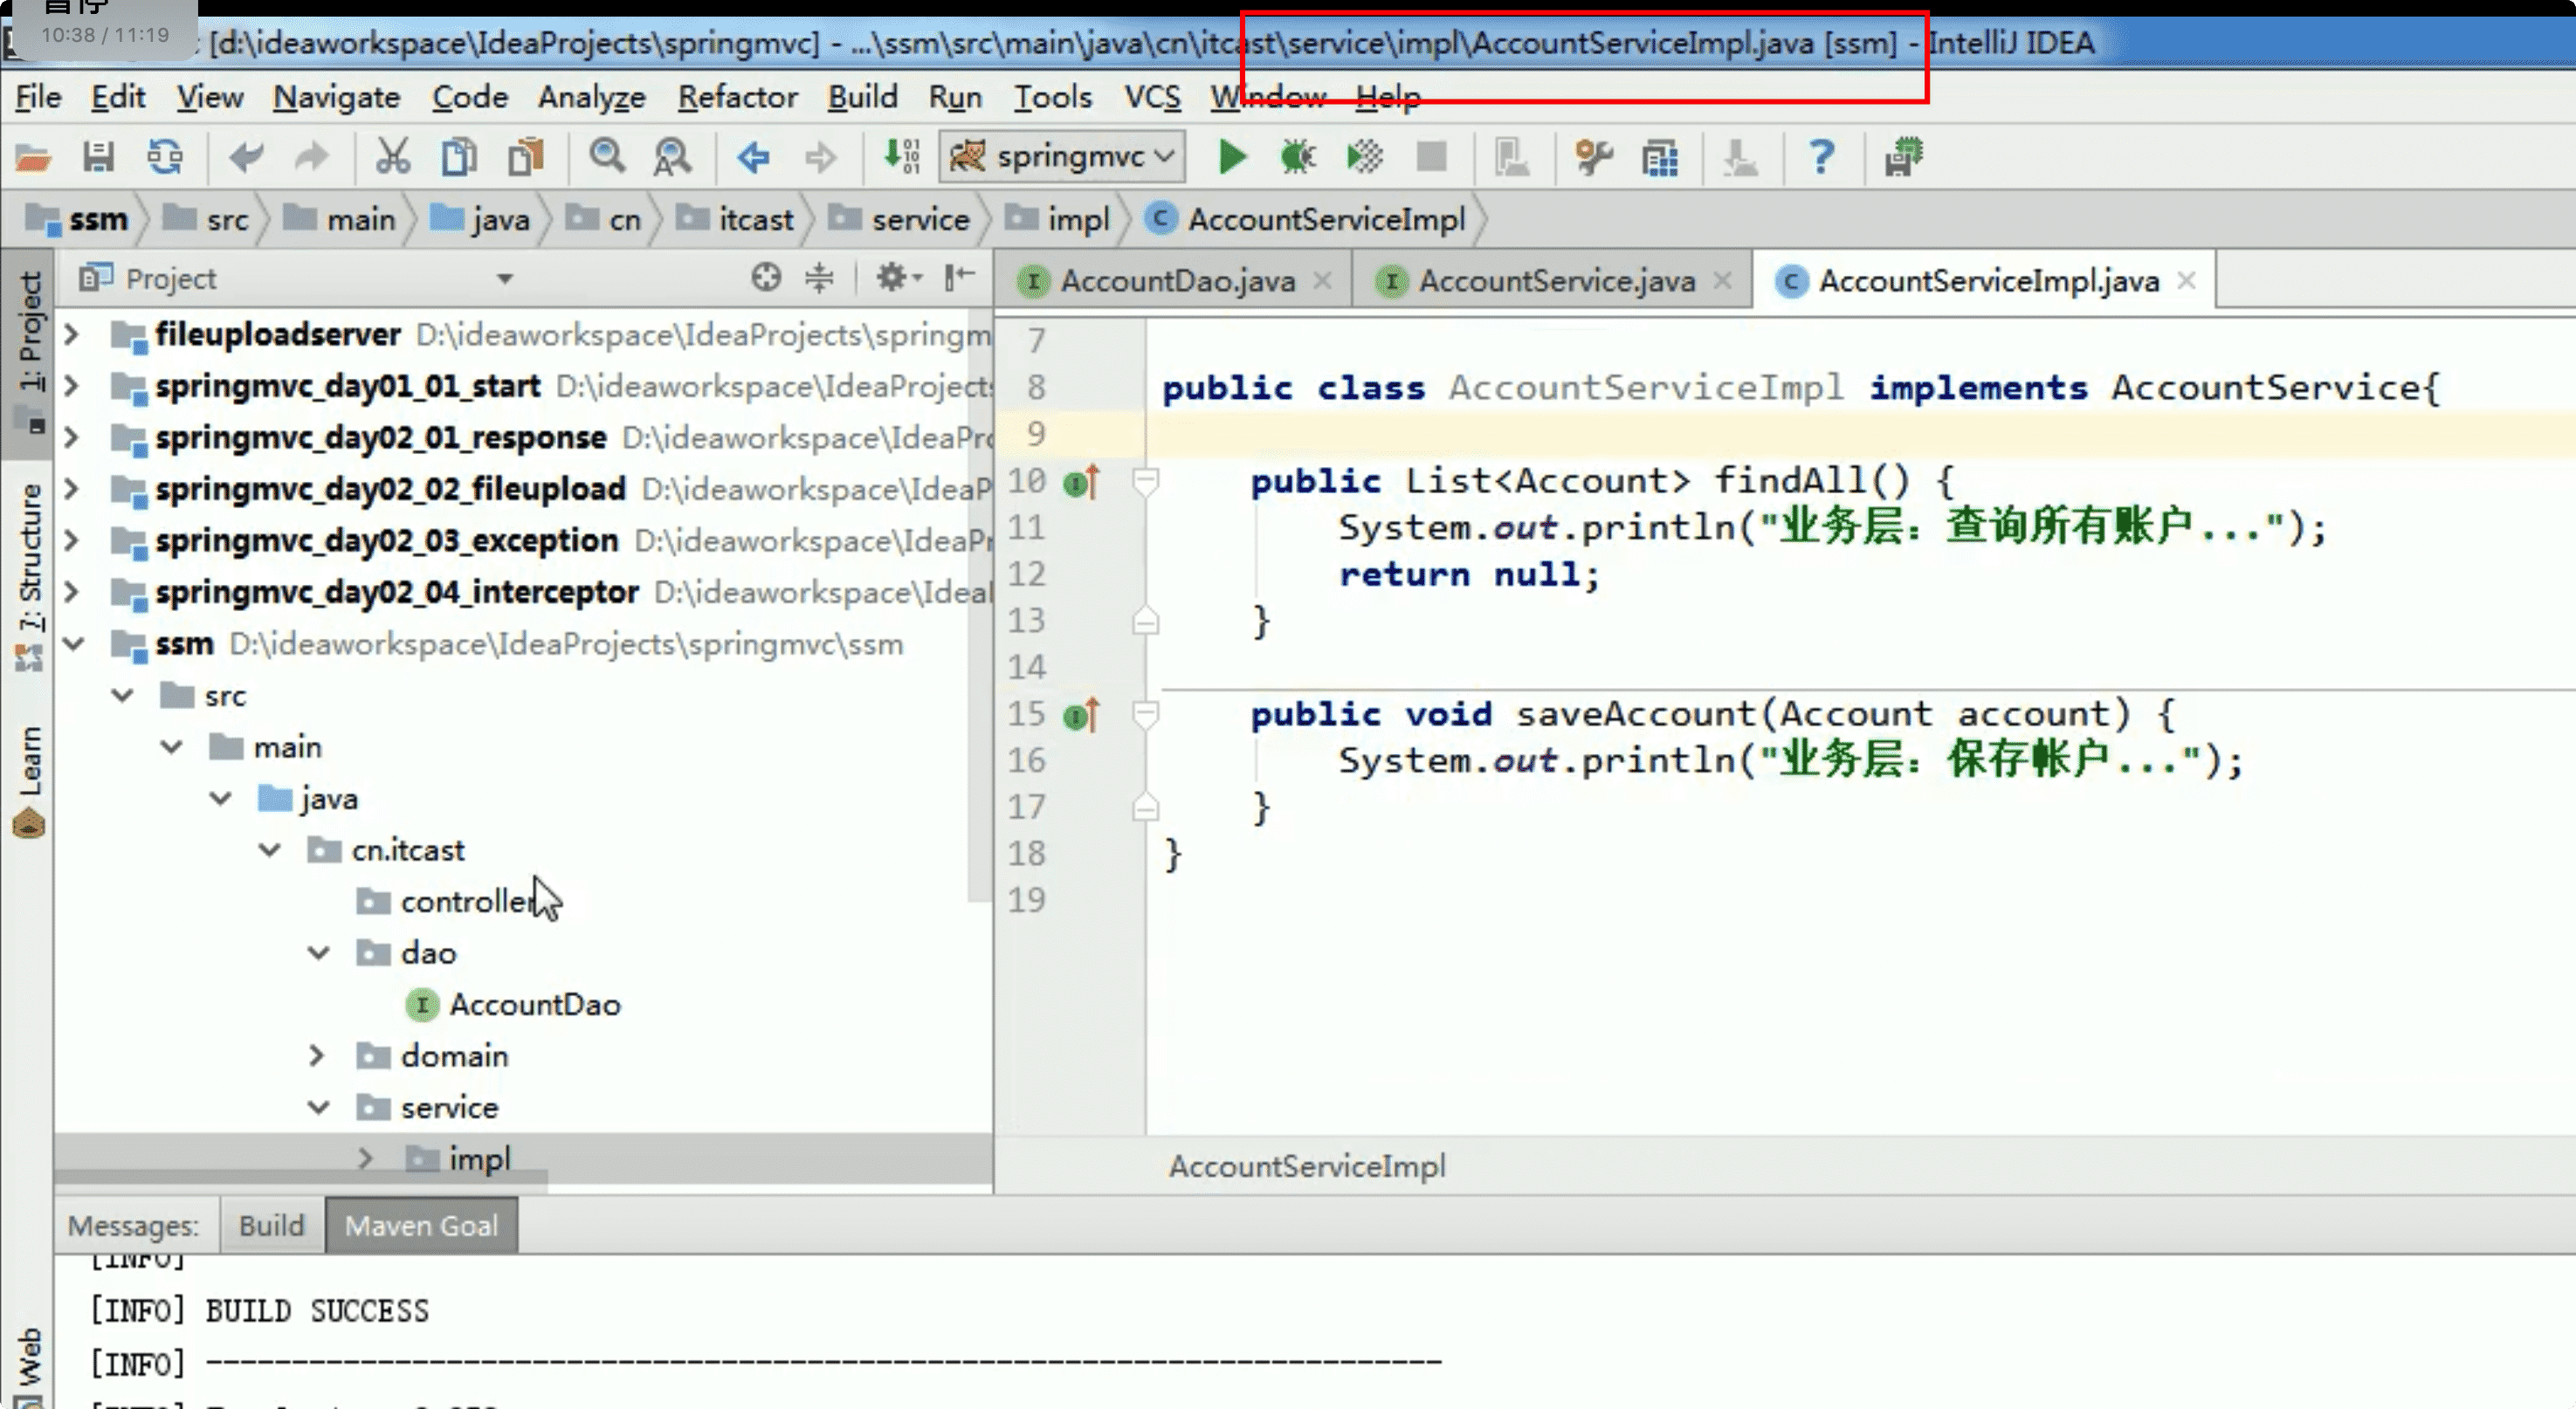 暂停
10:38 / 11:19
[d:\ideaworkspace\IdeaProjects\springmvc] - ...\ssm\src\main\java\cn\itcast\service\impl\AccountServiceImpl.java [ssm] - IntelliJ IDEA
File Edit View Navigate Code Analyze Refactor Build Run Tools VCS Window Help
springmvc
ssm src main java cn itcast service impl AccountServiceImpl
1: Project
7: Structure
Learn
Web
Project
fileuploadserver D:\ideaworkspace\IdeaProjects\springm
springmvc_day01_01_start D:\ideaworkspace\IdeaProjects
springmvc_day02_01_response D:\ideaworkspace\IdeaPro
springmvc_day02_02_fileupload D:\ideaworkspace\IdeaP
springmvc_day02_03_exception D:\ideaworkspace\IdeaPr
springmvc_day02_04_interceptor D:\ideaworkspace\Idea
ssm D:\ideaworkspace\IdeaProjects\springmvc\ssm
src
main
java
cn.itcast
controller
dao
AccountDao
domain
service
impl
AccountDao.java AccountService.java AccountServiceImpl.java
7
8 public class AccountServiceImpl implements AccountService{
9
10 public List<Account> findAll() {
11 System.out.println("业务层：查询所有账户...");
12 return null;
13 }
14
15 public void saveAccount(Account account) {
16 System.out.println("业务层：保存帐户...");
17 }
18 }
19
AccountServiceImpl
Messages: Build Maven Goal
[INFO]
[INFO] BUILD SUCCESS
[INFO] ------------------------------------------------------------------------